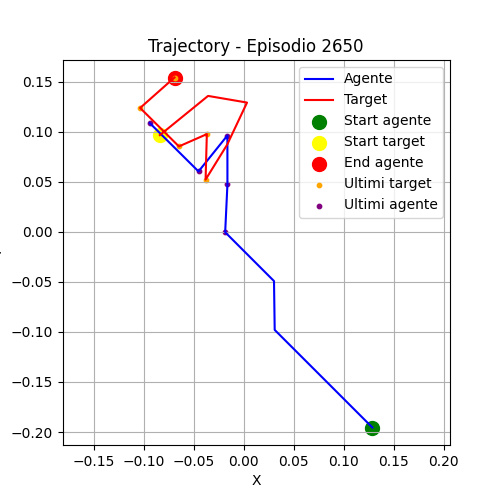 Trajectory - Episodio 2650
Agente
Target
Start agente
Start target
End agente
Ultimi target
Ultimi agente
0.15
0.10
0.05
0.00
−0.05
−0.10
−0.15
−0.20
−0.15
−0.10
−0.05
0.00
0.05
0.10
0.15
0.20
X